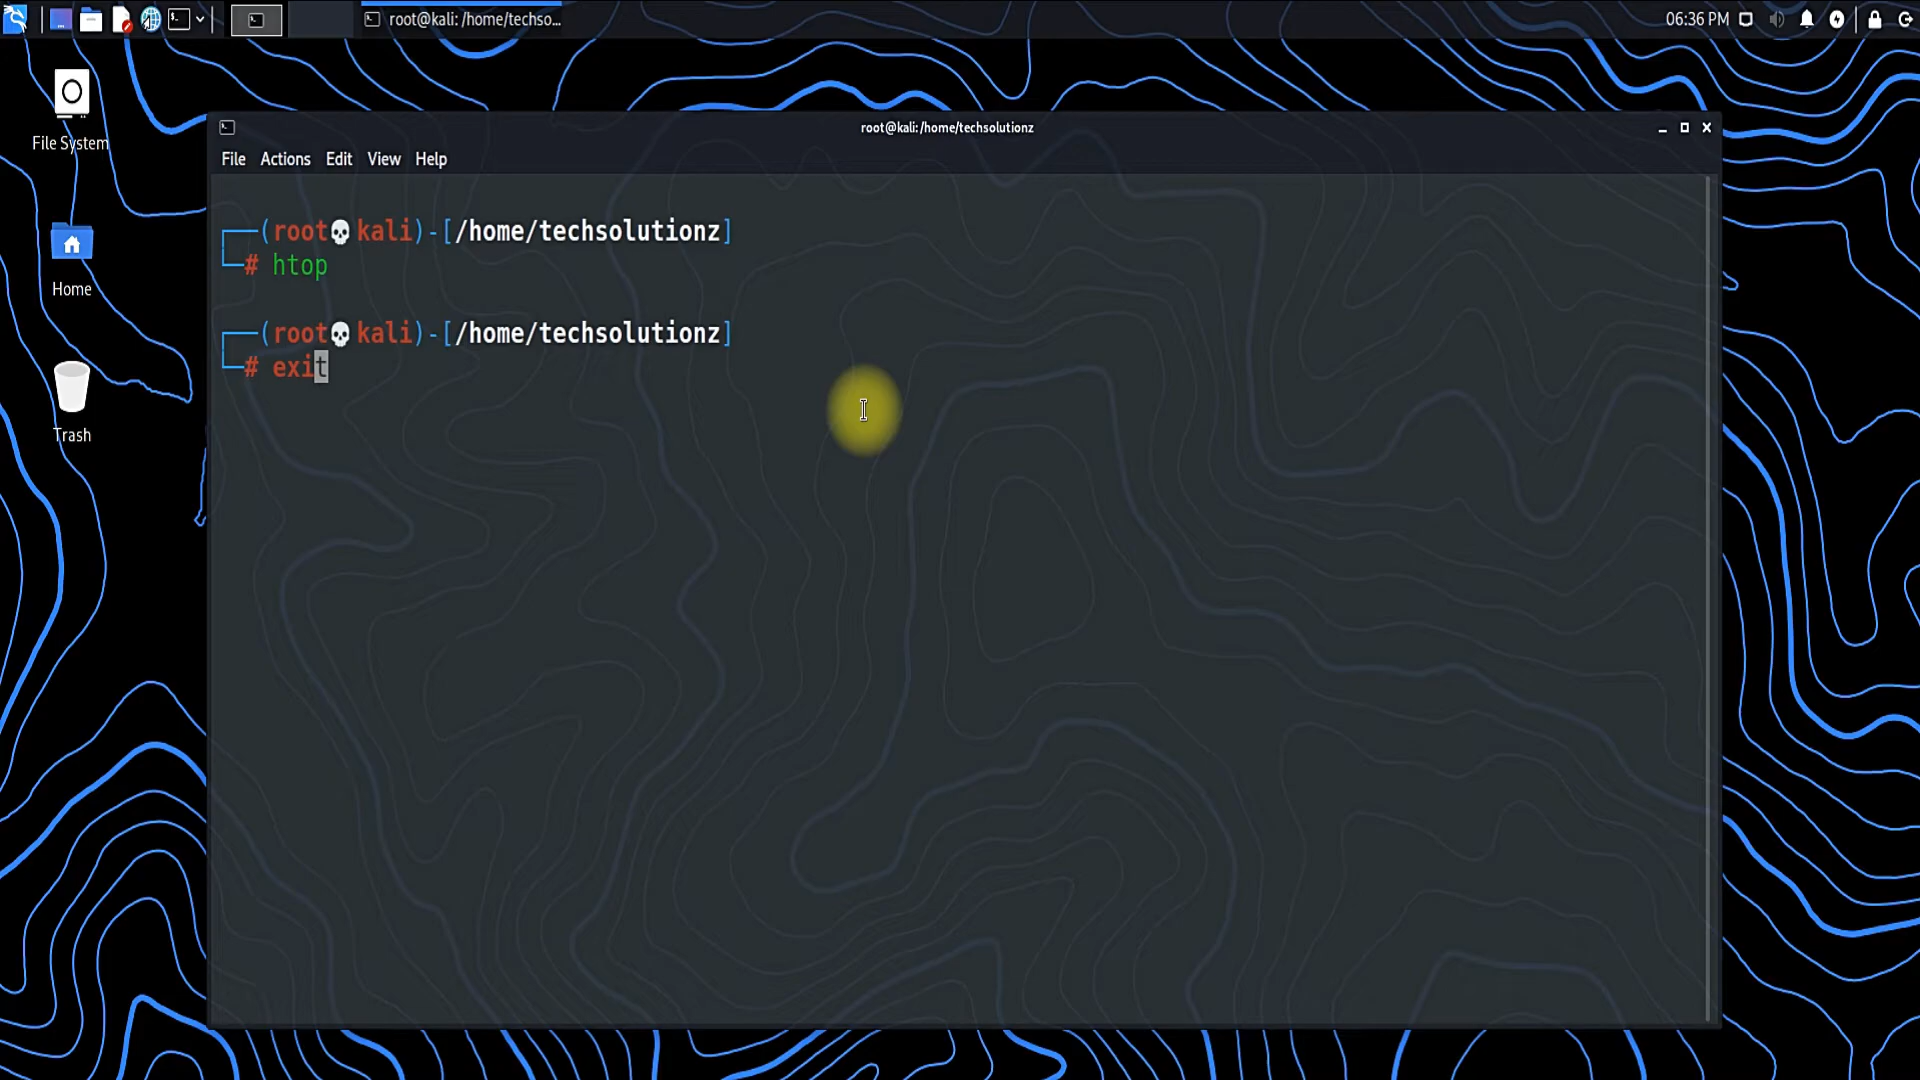 root@kali: /home/techso...
06:36 PM
File System
Home
Trash
root@kali:/home/techsolutionz
File Actions Edit View Help
┌──(root💀kali)-[/home/techsolutionz]
└─# htop
┌──(root💀kali)-[/home/techsolutionz]
└─# exit